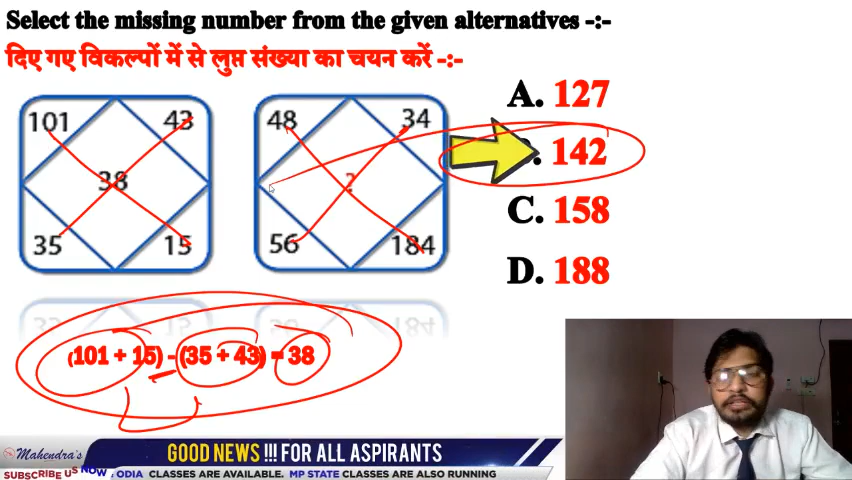 Select the missing number from the given alternatives -:-
दिए गए विकल्पों में से लुप्त संख्या का चयन करें -:-
101 43
38
35 15
48 34
?
56 184
A. 127
. 142
C. 158
D. 188
(101 + 15) - (35 + 43) = 38
Mahendra's
GOOD NEWS !!! FOR ALL ASPIRANTS
SUBSCRIBE US NOW
ODIA CLASSES ARE AVAILABLE. MP STATE CLASSES ARE ALSO RUNNING